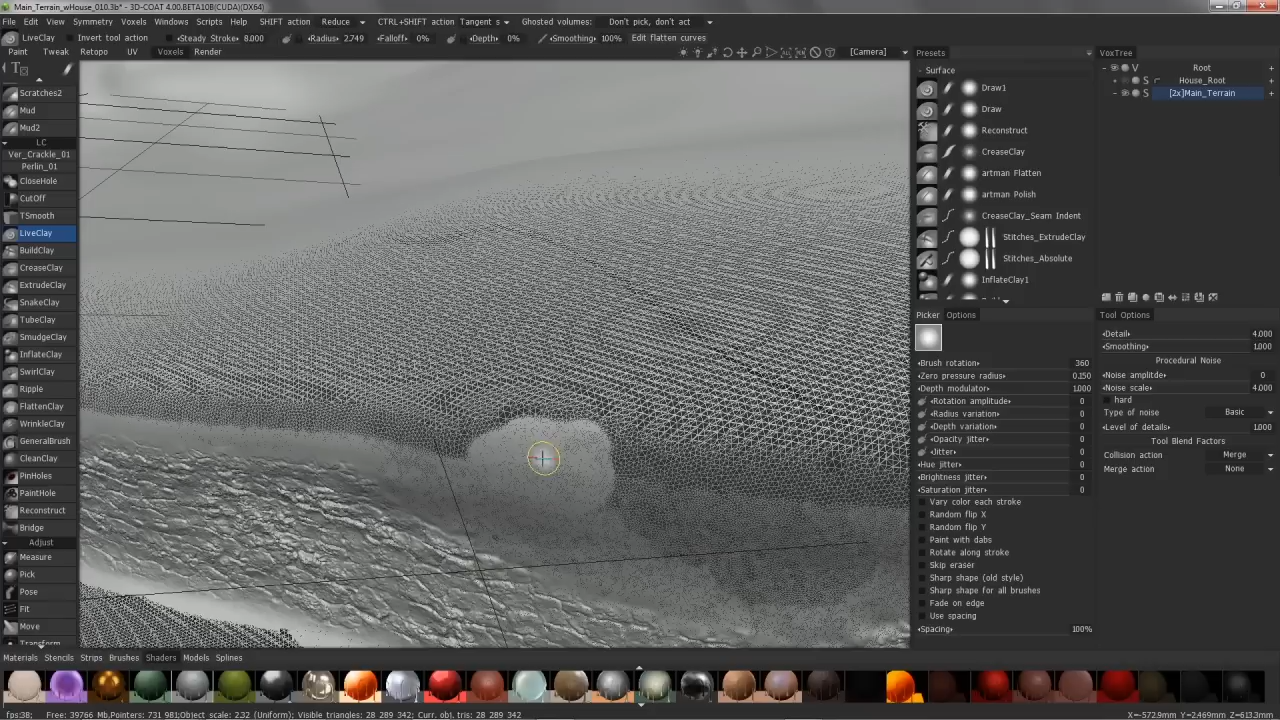 Main_Terrain_wHouse_010.3b* - 3D-COAT 4.00.BETA10B(CUDA)(DX64)
File Edit View Symmetry Windows Voxels Scripts Help SHIFT action Reduce CTRL+SHIFT action Tangent s Ghosted volumes: Don't pick, don't act
LiveClay Invert tool action Steady Stroke 8.000 Radius 2.749 Falloff 0% Depth 0% Smoothing 100% Edit flatten curves
Paint Tweak Retopo UV Voxels Render [Camera]
Scratches2
Mud
Mud2
LC
Ver_Crackle_01
Perlin_01
CloseHole
CutOff
TSmooth
LiveClay
BuildClay
CreaseClay
ExtrudeClay
SnakeClay
TubeClay
SmudgeClay
InflateClay
SwirlClay
Ripple
FlattenClay
WrinkleClay
GeneralBrush
CleanClay
PinHoles
PaintHole
Reconstruct
Bridge
Adjust
Measure
Pick
Pose
Fit
Move
Transform
Presets
- Surface
Draw1
Draw
Reconstruct
CreaseClay
artman Flatten
artman Polish
CreaseClay_Seam Indent
Stitches_ExtrudeClay
Stitches_Absolute
InflateClay1
Picker Options
Brush rotation 360
Zero pressure radius 0.150
Depth modulator 1.000
Rotation amplitude 0
Radius variation 0
Depth variation 0
Opacity jitter 0
Jitter 0
Hue jitter 0
Brightness jitter 0
Saturation jitter 0
Vary color each stroke
Random flip X
Random flip Y
Paint with dabs
Rotate along stroke
Skip eraser
Sharp shape (old style)
Sharp shape for all brushes
Fade on edge
Use spacing
Spacing 100%
VoxTree
- V Root +
+ S House_Root +
- S [2x]Main_Terrain +
Tool Options
Detail 4.000
Smoothing 1.000
Procedural Noise
Noise amplitde 0
Noise scale 4.000
hard
Type of noise Basic
Level of details 1.000
Tool Blend Factors
Collision action Merge
Merge action None
Materials Stencils Strips Brushes Shaders Models Splines
fps:38; Free: 39766 Mb,Pointers: 731 981;Object scale: 2.32 (Uniform); Visible triangles: 28 289 342; Curr. obj. tris: 28 289 342 X=-572.9mm Y=2.469mm Z=613.3mm